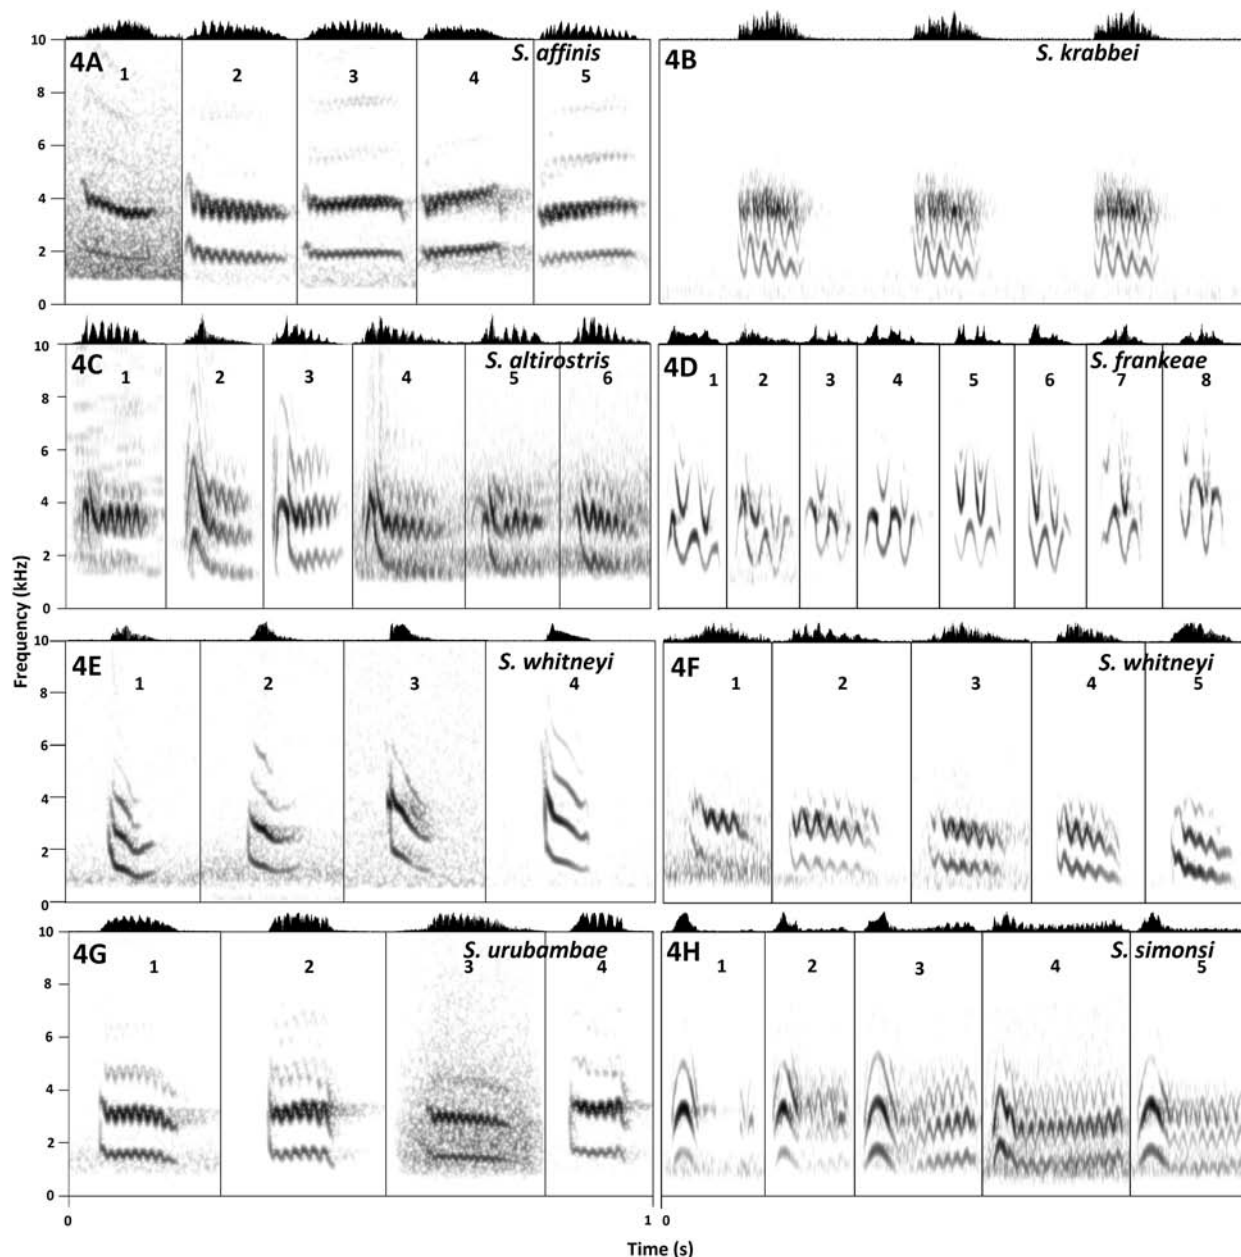 10 4A S. affinis 4B S. krabbei
1 2 3 4 5
8
6
4
2
0
10 4C 1 2 3 4 S. altirostris 5 6 4D S. frankeae
1 2 3 4 5 6 7 8
8
6
4
2
0
Frequency (kHz)
10 4E S. whitneyi 4F S. whitneyi
1 2 3 4 1 2 3 4 5
8
6
4
2
0
10 4G S. urubambae 4H S. simonsi
1 2 3 4 1 2 3 4 5
8
6
4
2
0
0 1 0
Time (s)